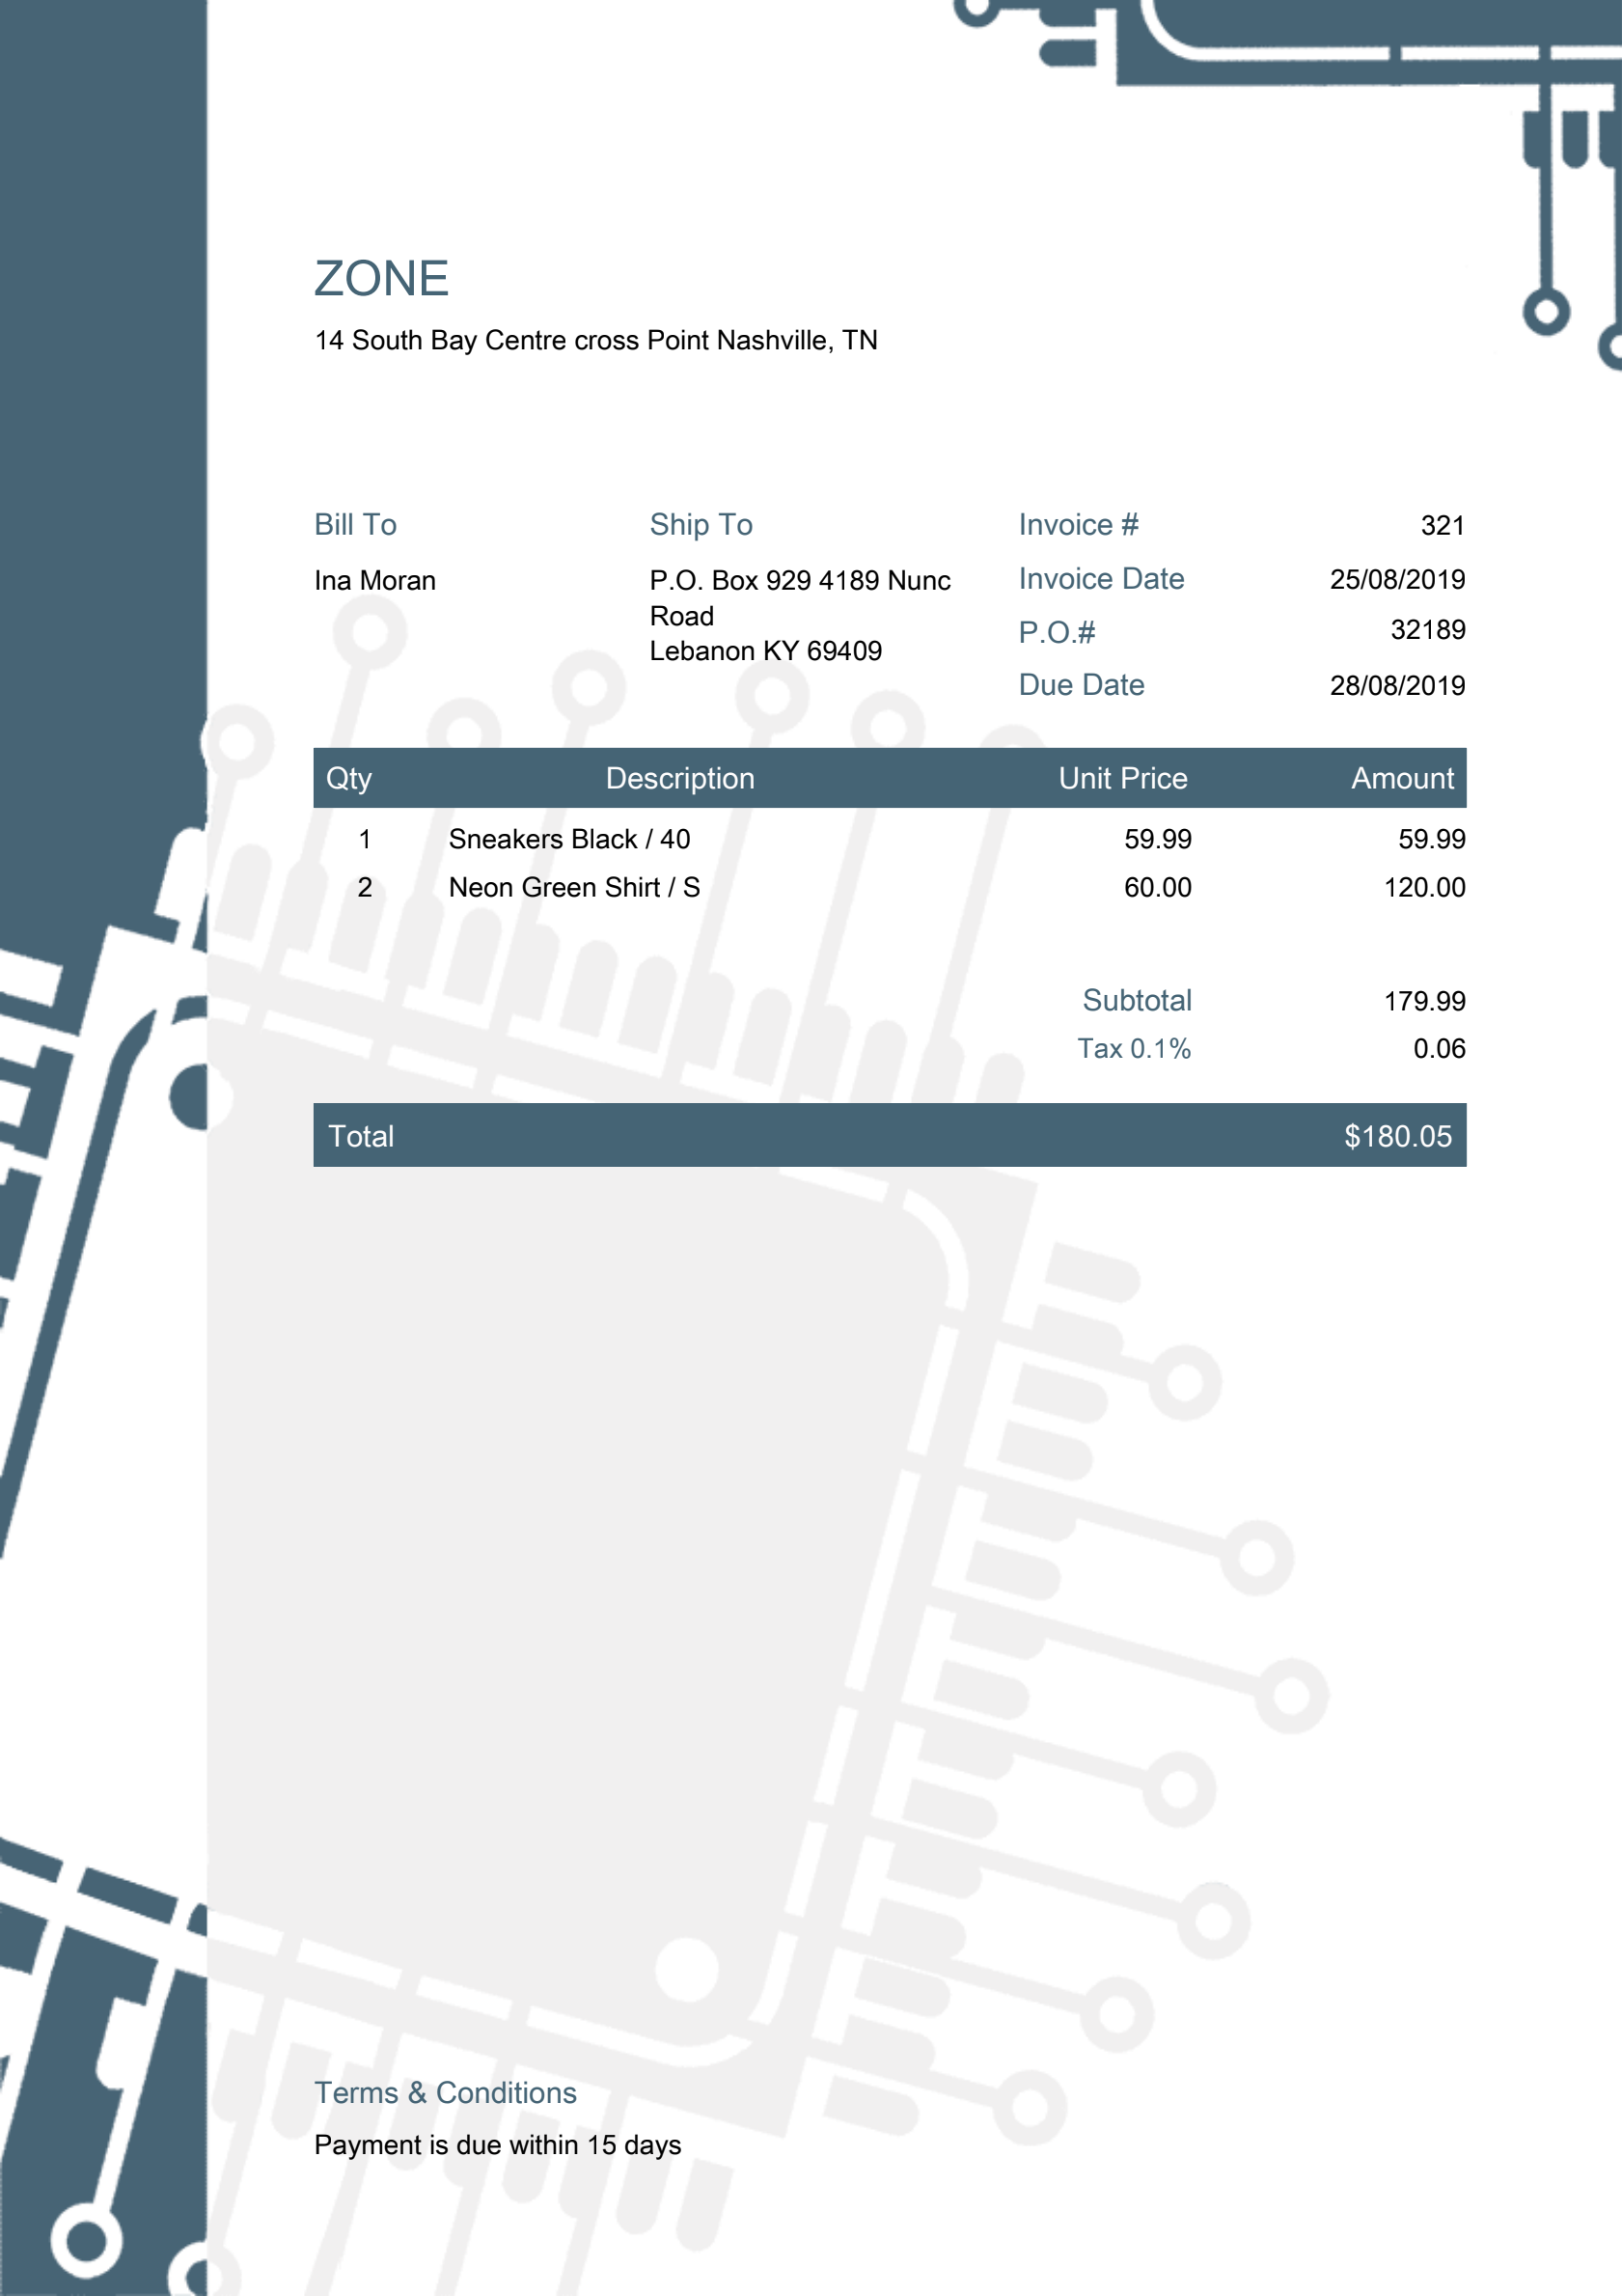 ZONE
14 South Bay Centre cross Point Nashville, TN
Bill To
Ina Moran
Ship To
P.O. Box 929 4189 Nunc
Road
Lebanon KY 69409
Invoice # 321
Invoice Date 25/08/2019
P.O.# 32189
Due Date 28/08/2019
Qty Description Unit Price Amount
1 Sneakers Black / 40 59.99 59.99
2 Neon Green Shirt / S 60.00 120.00
Subtotal 179.99
Tax 0.1% 0.06
Total $180.05
Terms & Conditions
Payment is due within 15 days